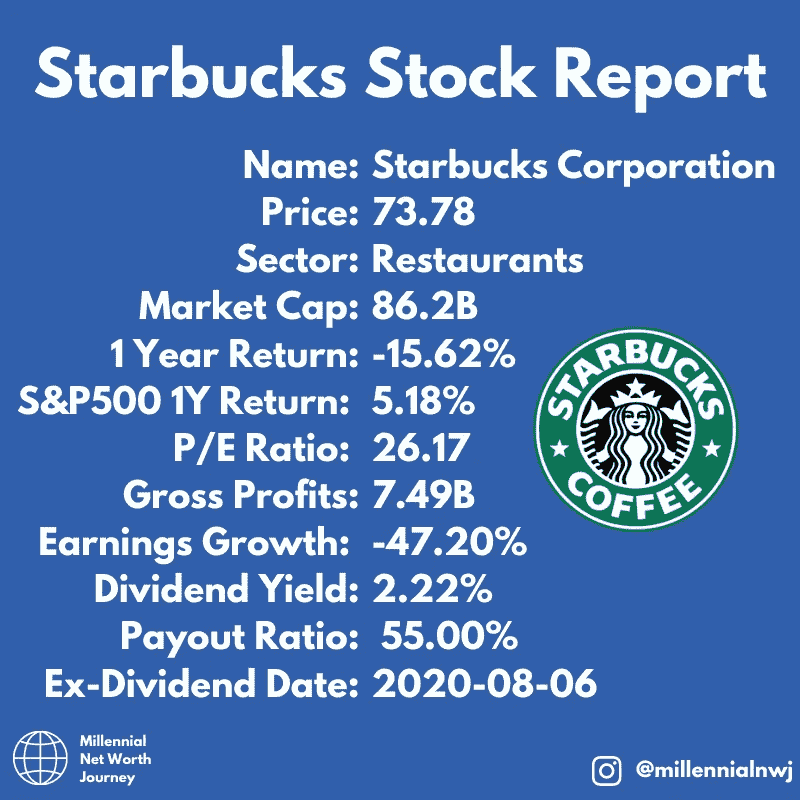 Starbucks Stock Report
Name: Starbucks Corporation
Price: 73.78
Sector: Restaurants
Market Cap: 86.2B
1 Year Return: -15.62%
S&P500 1Y Return: 5.18%
P/E Ratio: 26.17
Gross Profits: 7.49B
Earnings Growth: -47.20%
Dividend Yield: 2.22%
Payout Ratio: 55.00%
Ex-Dividend Date: 2020-08-06
STARBUCKS
COFFEE
Millennial
Net Worth
Journey
@millennialnwj